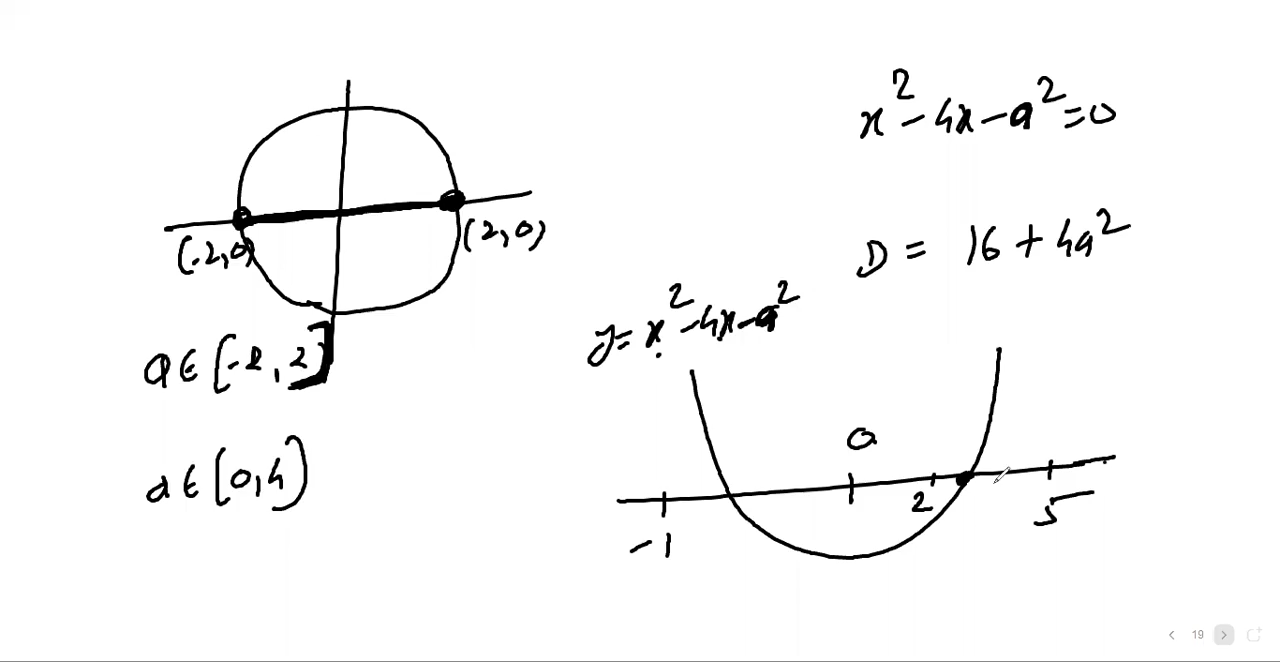 x² - 4x - a² = 0
(-2,0)
(2,0)
D = 16 + 4a²
y = x² - 4x - a²
a ∈ [-2, 2]
0
a ∈ [0,4)
2
5
-1
19